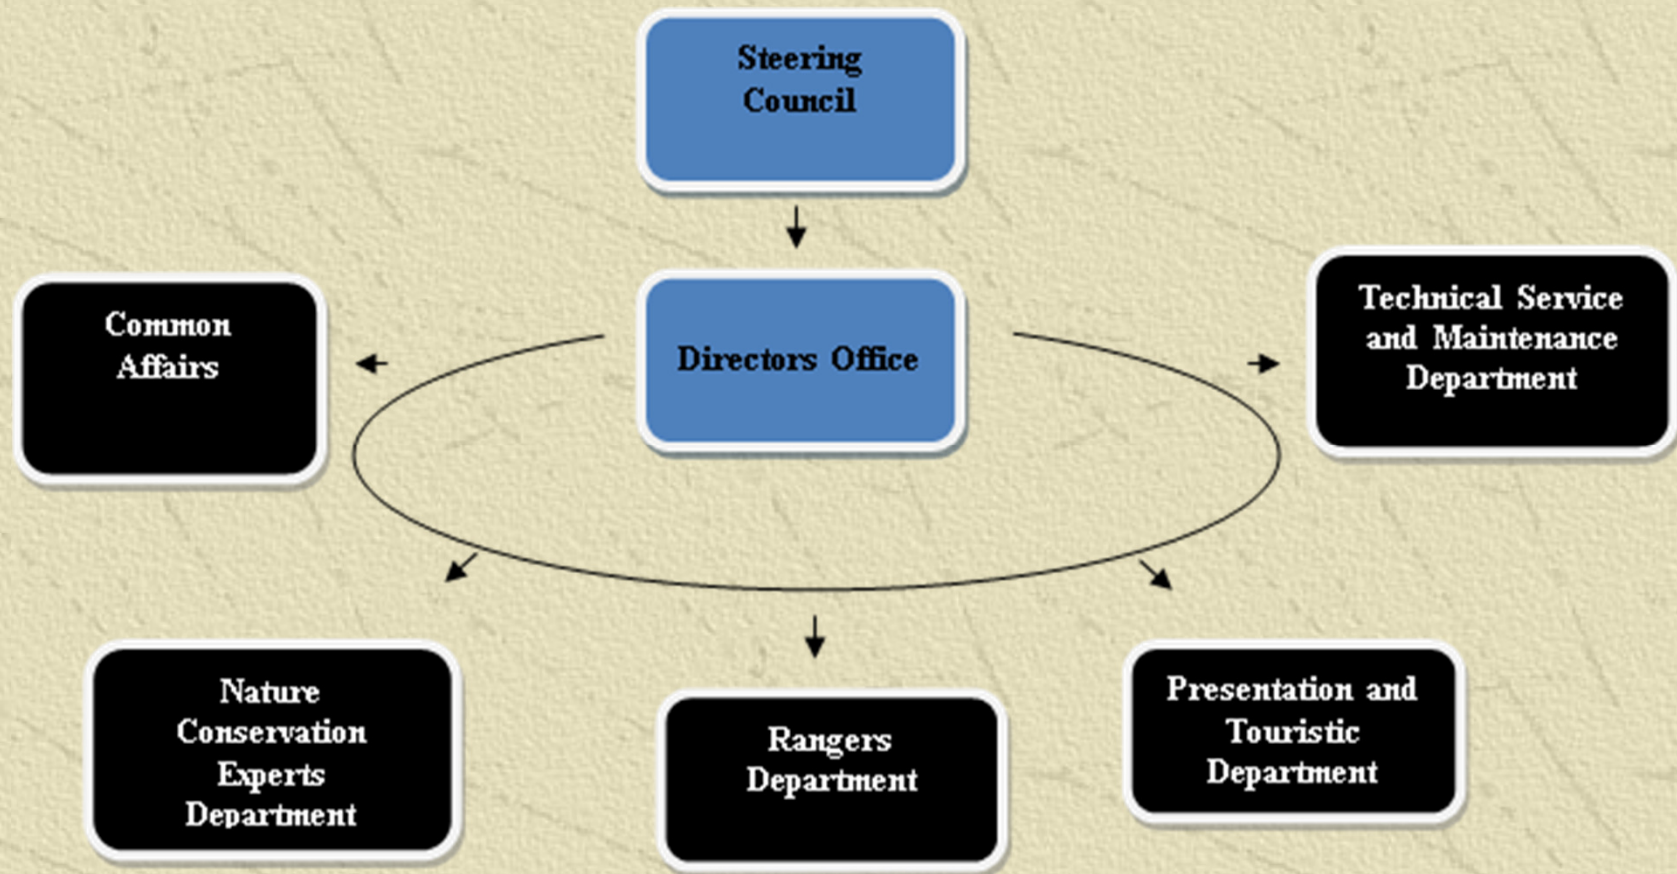 Steering
Council
Directors Office
Common
Affairs
Technical Service
and Maintenance
Department
Nature
Conservation
Experts
Department
Rangers
Department
Presentation and
Touristic
Department